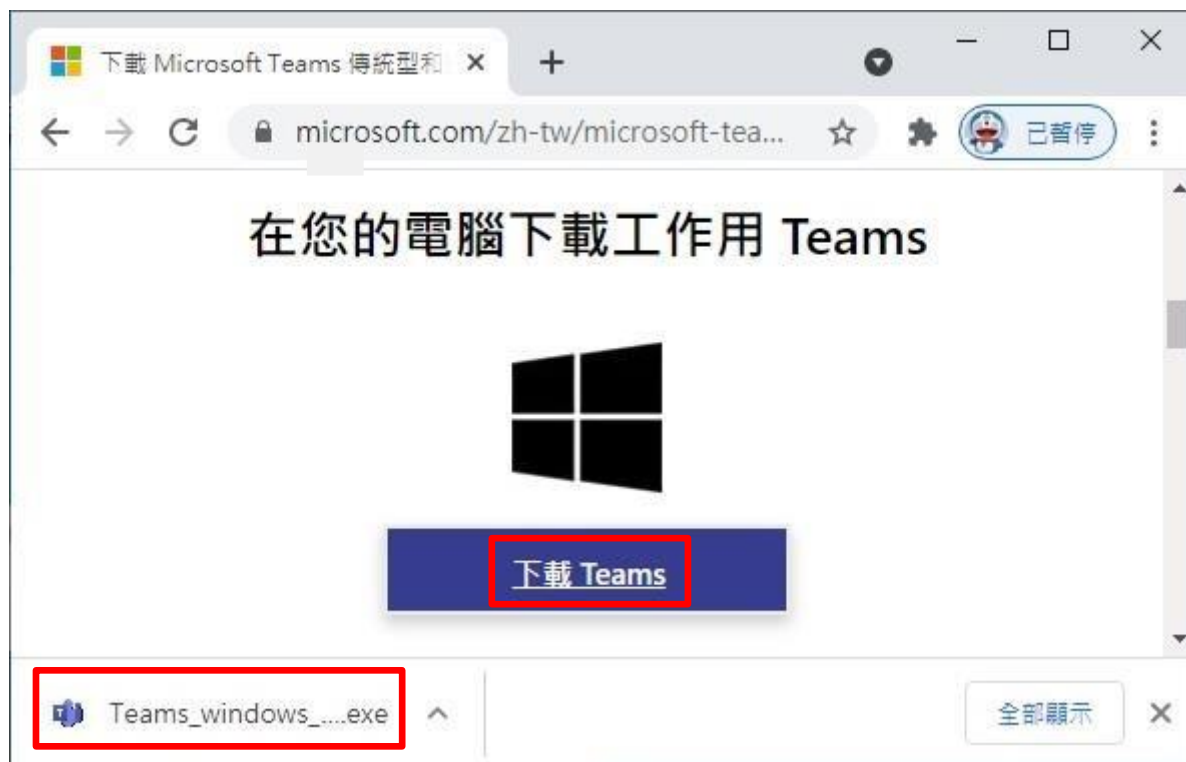 下載 Microsoft Teams 傳統型和
microsoft.com/zh-tw/microsoft-tea...
已暫停
在您的電腦下載工作用 Teams
下載 Teams
Teams_windows_....exe
全部顯示